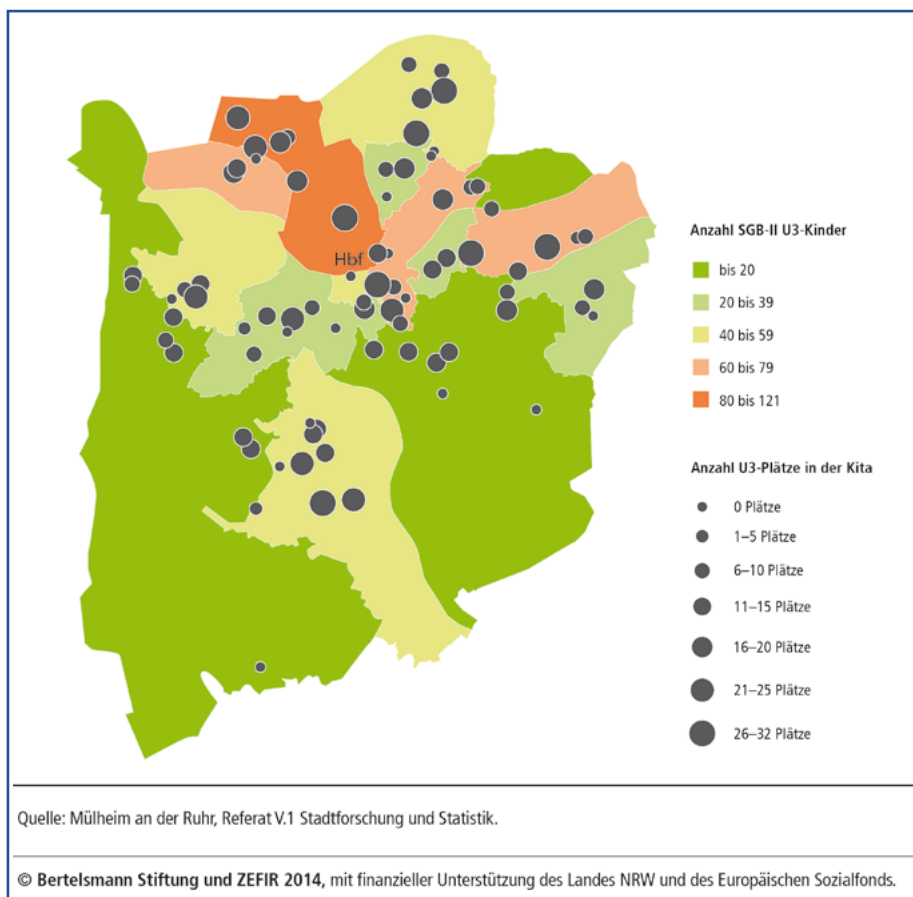 Hbf
Anzahl SGB-II U3-Kinder
bis 20
20 bis 39
40 bis 59
60 bis 79
80 bis 121
Anzahl U3-Plätze in der Kita
0 Plätze
1–5 Plätze
6–10 Plätze
11–15 Plätze
16–20 Plätze
21–25 Plätze
26–32 Plätze
Quelle: Mülheim an der Ruhr, Referat V.1 Stadtforschung und Statistik.
© Bertelsmann Stiftung und ZEFIR 2014, mit finanzieller Unterstützung des Landes NRW und des Europäischen Sozialfonds.